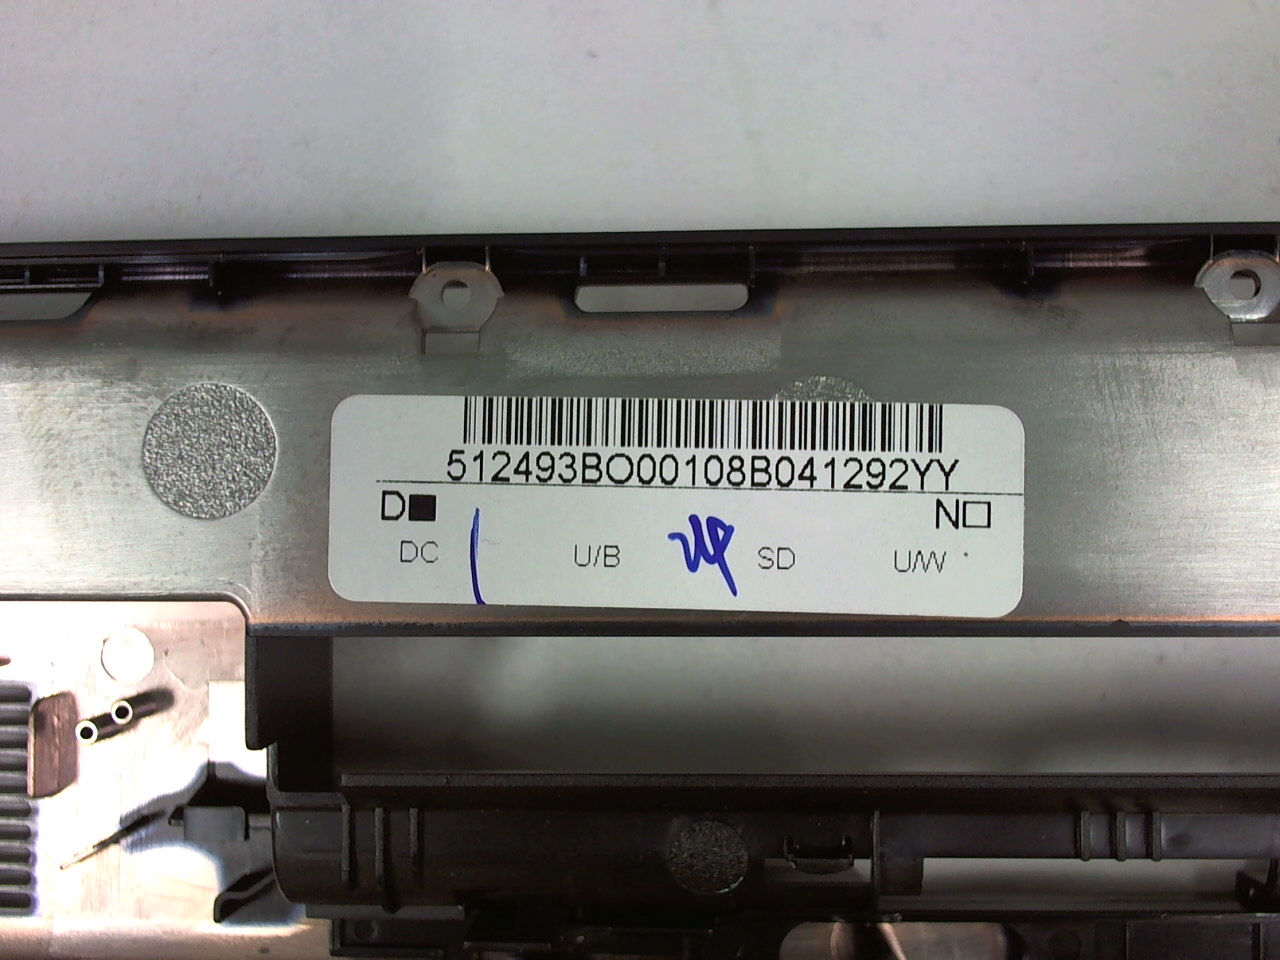 512493BO00108B041292YY
D■ N□
DC U/B SD U/W